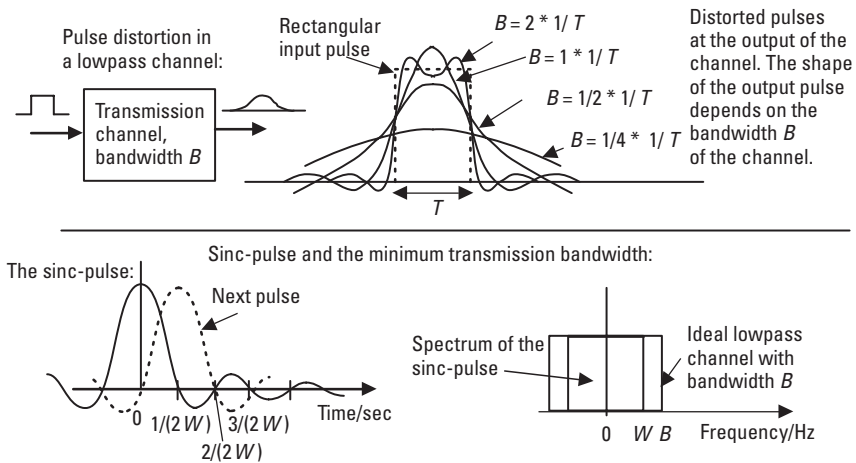 Pulse distortion in
a lowpass channel:
Transmission
channel,
bandwidth B
Rectangular
input pulse
B = 2 * 1/ T
B = 1 * 1/ T
B = 1/2 * 1/ T
B = 1/4 * 1/ T
T
Distorted pulses
at the output of the
channel. The shape
of the output pulse
depends on the
bandwidth B
of the channel.
Sinc-pulse and the minimum transmission bandwidth:
The sinc-pulse:
Next pulse
0
1/(2 W)
3/(2 W)
2/(2 W)
Time/sec
Spectrum of the
sinc-pulse
Ideal lowpass
channel with
bandwidth B
0 W B
Frequency/Hz